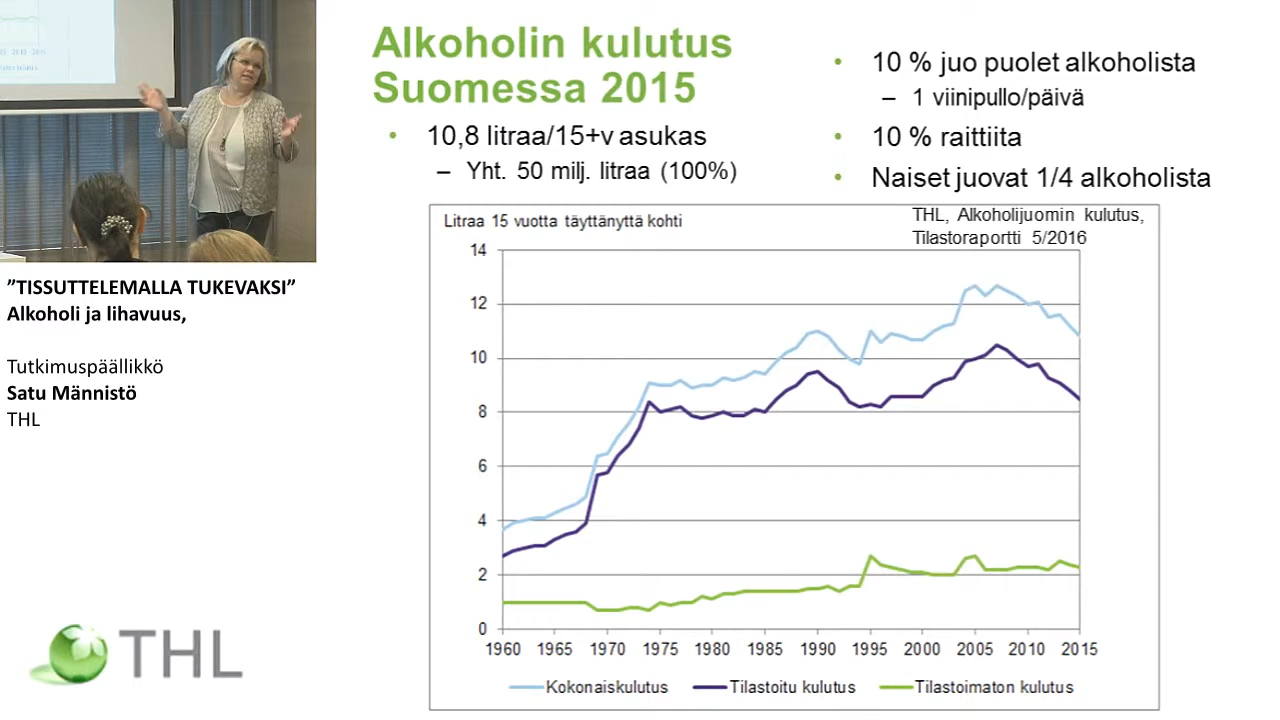 Alkoholin kulutus
Suomessa 2015
• 10,8 litraa/15+v asukas
– Yht. 50 milj. litraa (100%)
• 10 % juo puolet alkoholista
– 1 viinipullo/päivä
• 10 % raittiita
• Naiset juovat 1/4 alkoholista
"TISSUTTELEMALLA TUKEVAKSI"
Alkoholi ja lihavuus,
Tutkimuspäällikkö
Satu Männistö
THL
THL
Litraa 15 vuotta täyttänyttä kohti
THL, Alkoholijuomin kulutus,
Tilastoraportti 5/2016
14
12
10
8
6
4
2
0
1960 1965 1970 1975 1980 1985 1990 1995 2000 2005 2010 2015
Kokonaiskulutus Tilastoitu kulutus Tilastoimaton kulutus